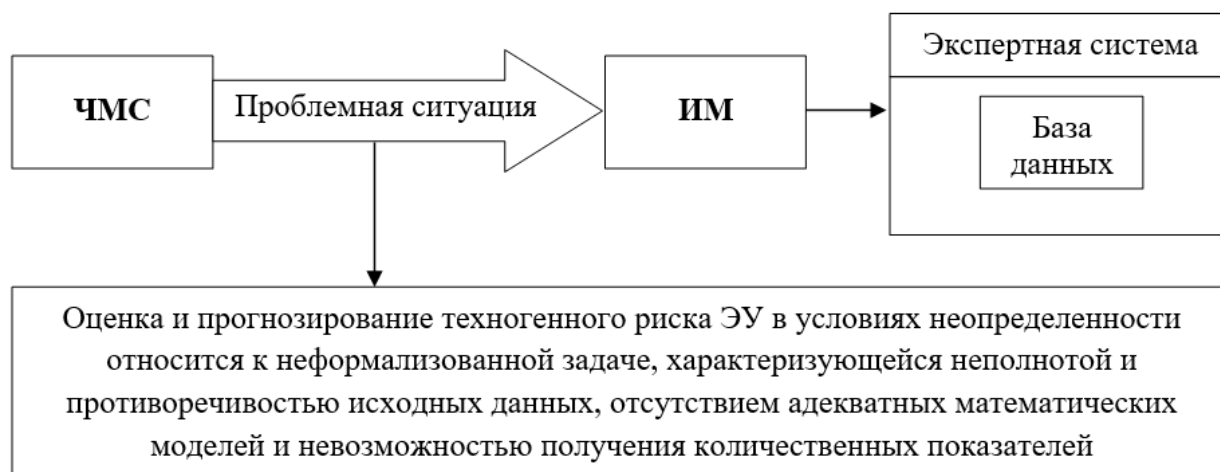 Экспертная система
ЧМС
Проблемная ситуация
ИМ
База
данных
Оценка и прогнозирование техногенного риска ЭУ в условиях неопределенности
относится к неформализованной задаче, характеризующейся неполнотой и
противоречивостью исходных данных, отсутствием адекватных математических
моделей и невозможностью получения количественных показателей